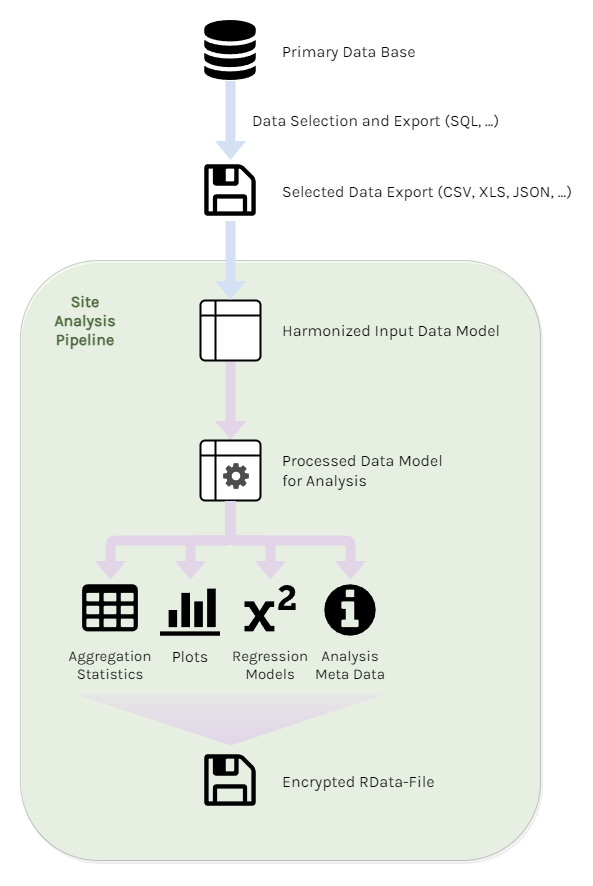 Primary Data Base
Data Selection and Export (SQL, ...)
Selected Data Export (CSV, XLS, JSON, ...)
Site
Analysis
Pipeline
Harmonized Input Data Model
Processed Data Model
for Analysis
x²
Aggregation
Statistics
Plots
Regression
Models
Analysis
Meta Data
Encrypted RData-File